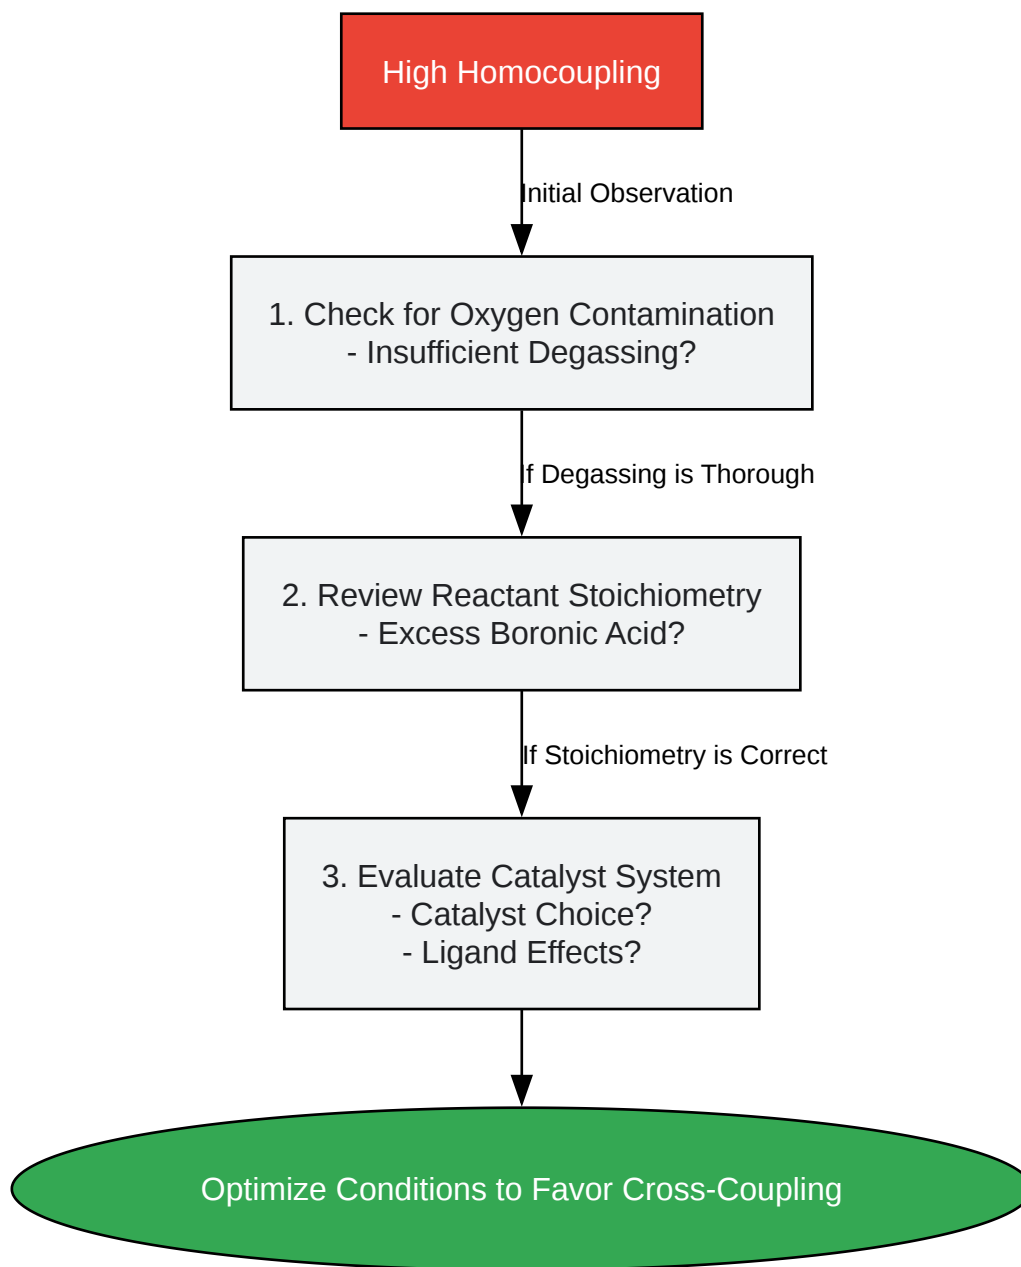 High Homocoupling
Initial Observation
1. Check for Oxygen Contamination
- Insufficient Degassing?
If Degassing is Thorough
2. Review Reactant Stoichiometry
- Excess Boronic Acid?
If Stoichiometry is Correct
3. Evaluate Catalyst System
- Catalyst Choice?
- Ligand Effects?
Optimize Conditions to Favor Cross-Coupling